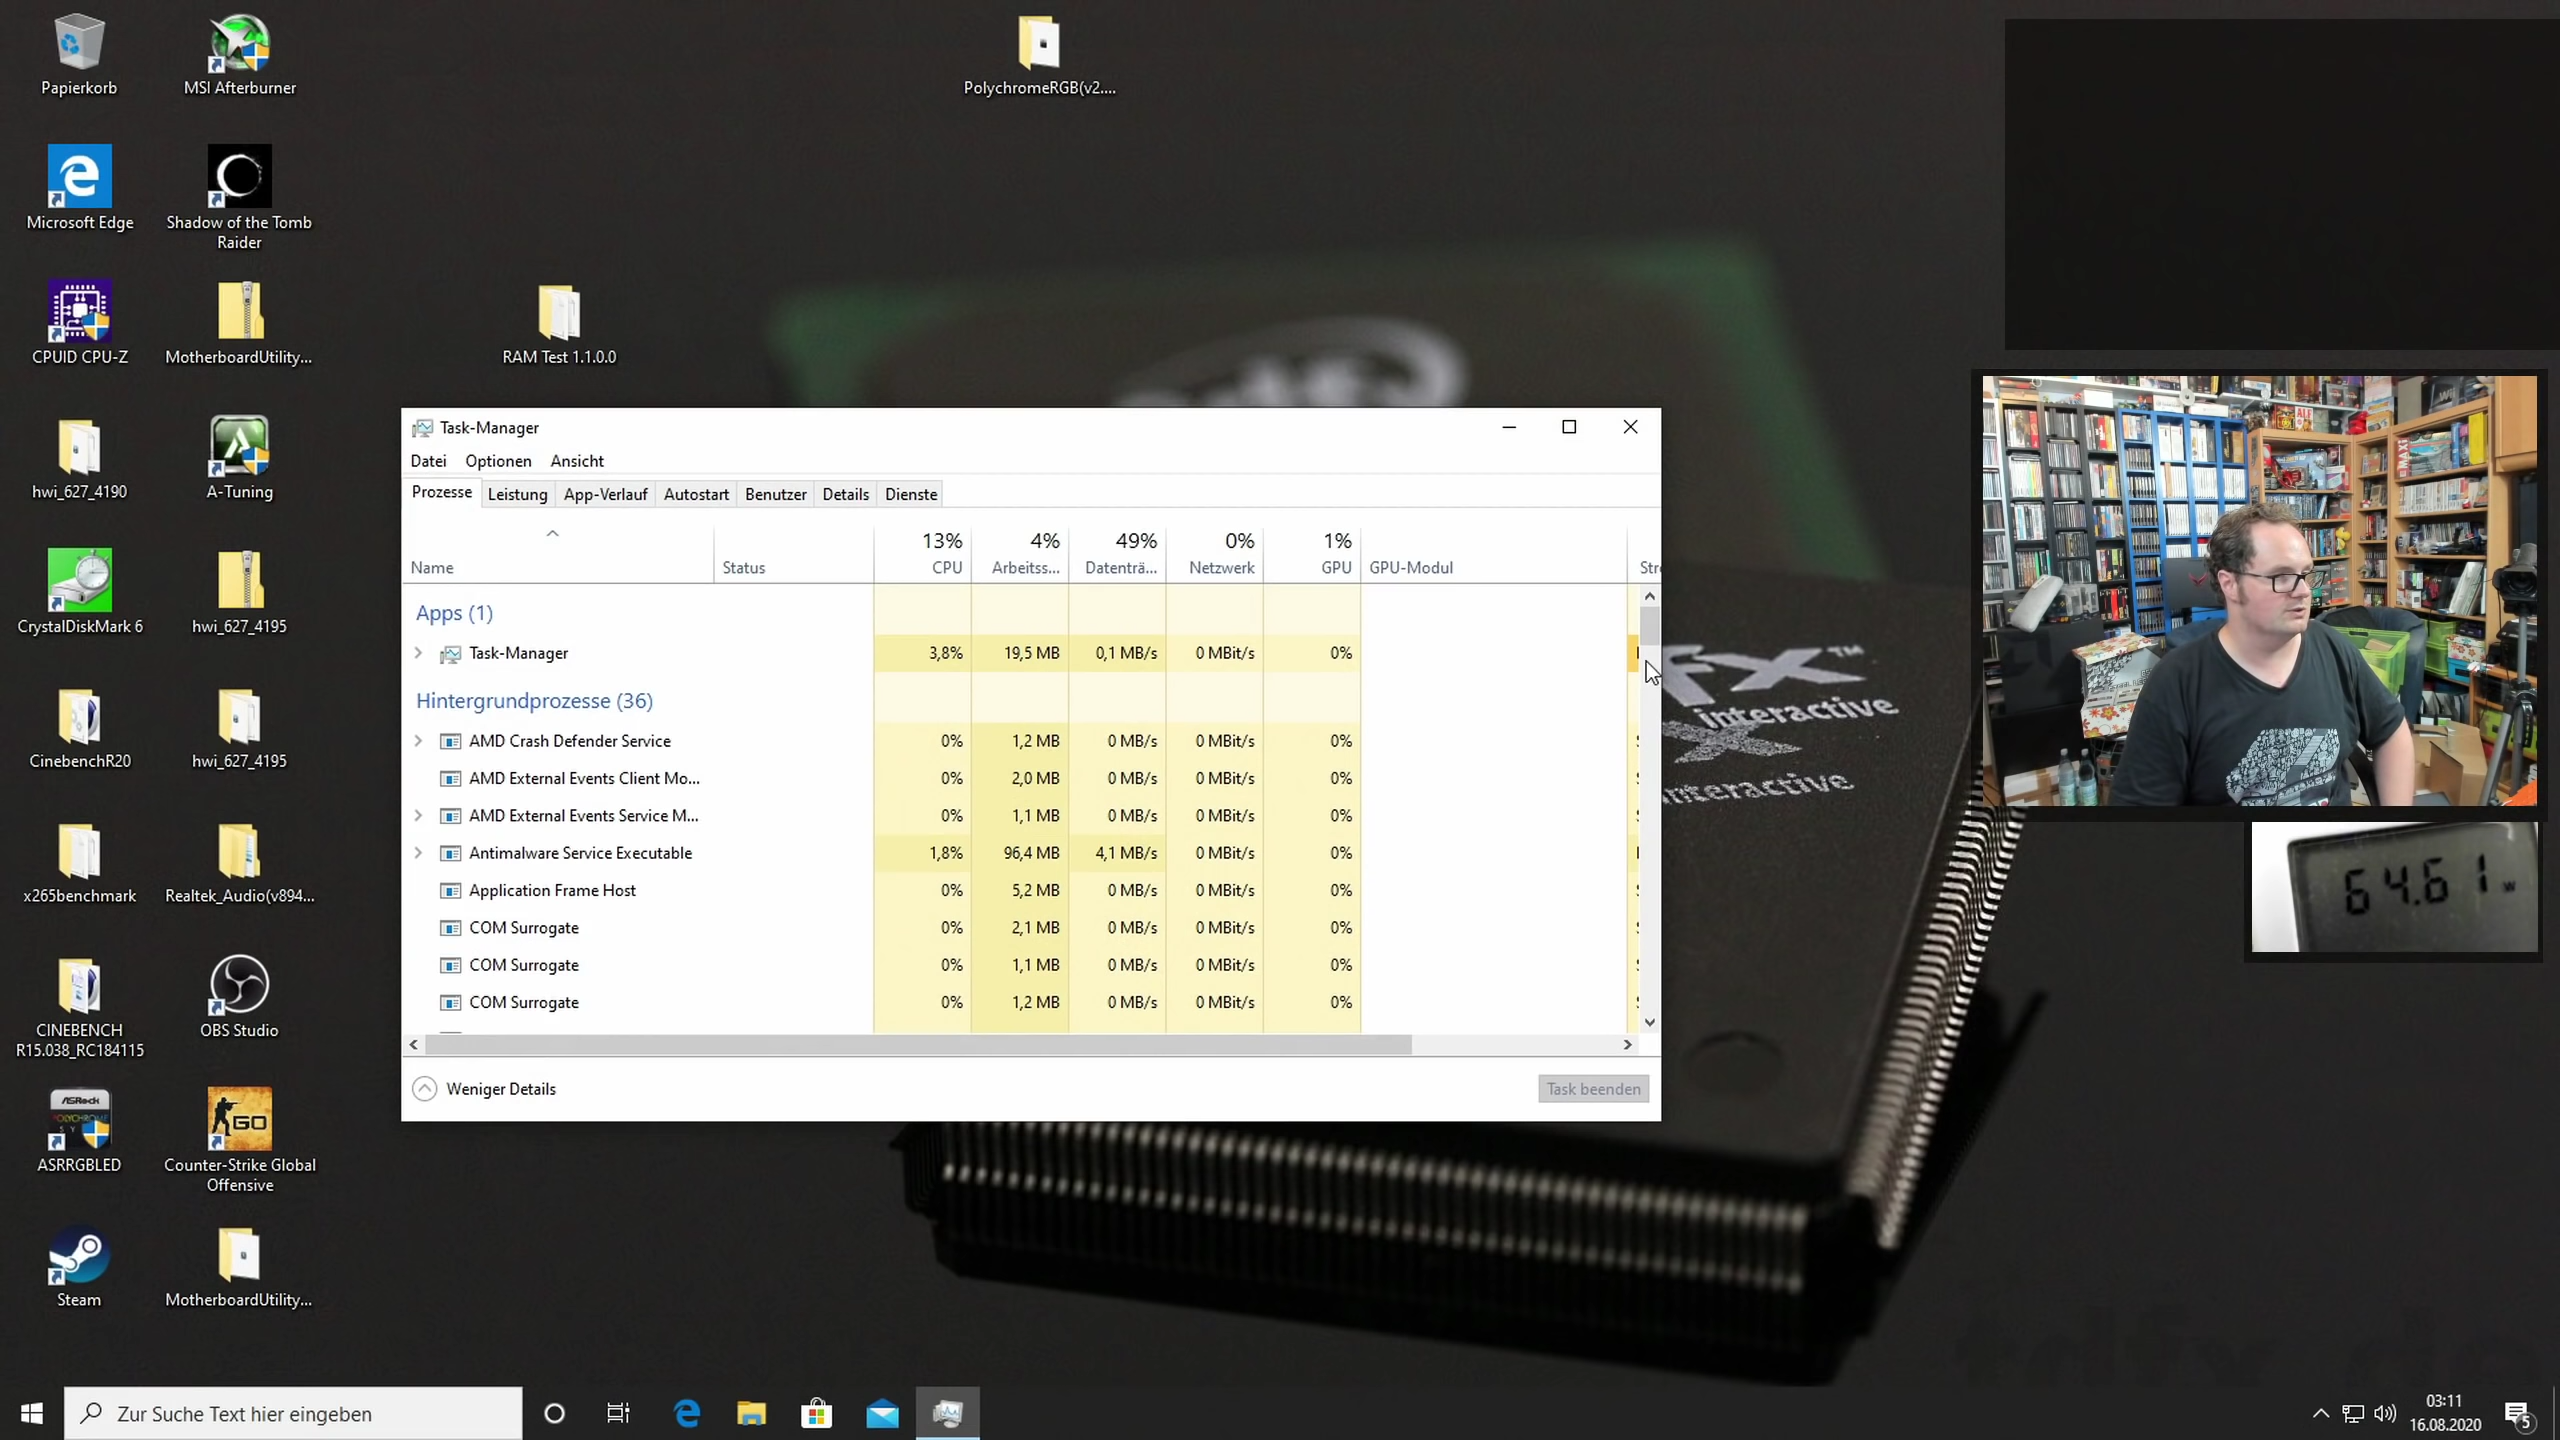 Papierkorb
MSI Afterburner
PolychromeRGB(v2....
Microsoft Edge
Shadow of the Tomb
Raider
CPUID CPU-Z
MotherboardUtility...
RAM Test 1.1.0.0
hwi_627_4190
A-Tuning
CrystalDiskMark 6
hwi_627_4195
CinebenchR20
hwi_627_4195
x265benchmark
Realtek_Audio(v894...
CINEBENCH
R15.038_RC184115
OBS Studio
ASRock
ASRRGBLED
GO
Counter-Strike Global
Offensive
Steam
MotherboardUtility...
Task-Manager
Datei Optionen Ansicht
Prozesse Leistung App-Verlauf Autostart Benutzer Details Dienste
13% 4% 49% 0% 1%
Name Status CPU Arbeitss... Datenträ... Netzwerk GPU GPU-Modul Str
Apps (1)
Task-Manager 3,8% 19,5 MB 0,1 MB/s 0 MBit/s 0%
Hintergrundprozesse (36)
AMD Crash Defender Service 0% 1,2 MB 0 MB/s 0 MBit/s 0%
AMD External Events Client Mo... 0% 2,0 MB 0 MB/s 0 MBit/s 0%
AMD External Events Service M... 0% 1,1 MB 0 MB/s 0 MBit/s 0%
Antimalware Service Executable 1,8% 96,4 MB 4,1 MB/s 0 MBit/s 0%
Application Frame Host 0% 5,2 MB 0 MB/s 0 MBit/s 0%
COM Surrogate 0% 2,1 MB 0 MB/s 0 MBit/s 0%
COM Surrogate 0% 1,1 MB 0 MB/s 0 MBit/s 0%
COM Surrogate 0% 1,2 MB 0 MB/s 0 MBit/s 0%
Weniger Details
Task beenden
fx™
interactive
interactive
64.61 W
Zur Suche Text hier eingeben
03:11
16.08.2020
5